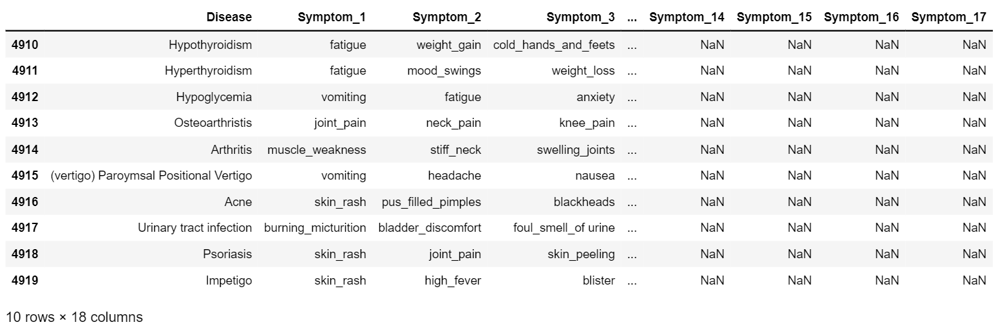 Disease Symptom_1 Symptom_2 Symptom_3 ... Symptom_14 Symptom_15 Symptom_16 Symptom_17
4910 Hypothyroidism fatigue weight_gain cold_hands_and_feets ... NaN NaN NaN NaN
4911 Hyperthyroidism fatigue mood_swings weight_loss ... NaN NaN NaN NaN
4912 Hypoglycemia vomiting fatigue anxiety ... NaN NaN NaN NaN
4913 Osteoarthristis joint_pain neck_pain knee_pain ... NaN NaN NaN NaN
4914 Arthritis muscle_weakness stiff_neck swelling_joints ... NaN NaN NaN NaN
4915 (vertigo) Paroymsal Positional Vertigo vomiting headache nausea ... NaN NaN NaN NaN
4916 Acne skin_rash pus_filled_pimples blackheads ... NaN NaN NaN NaN
4917 Urinary tract infection burning_micturition bladder_discomfort foul_smell_of urine ... NaN NaN NaN NaN
4918 Psoriasis skin_rash joint_pain skin_peeling ... NaN NaN NaN NaN
4919 Impetigo skin_rash high_fever blister ... NaN NaN NaN NaN
10 rows × 18 columns